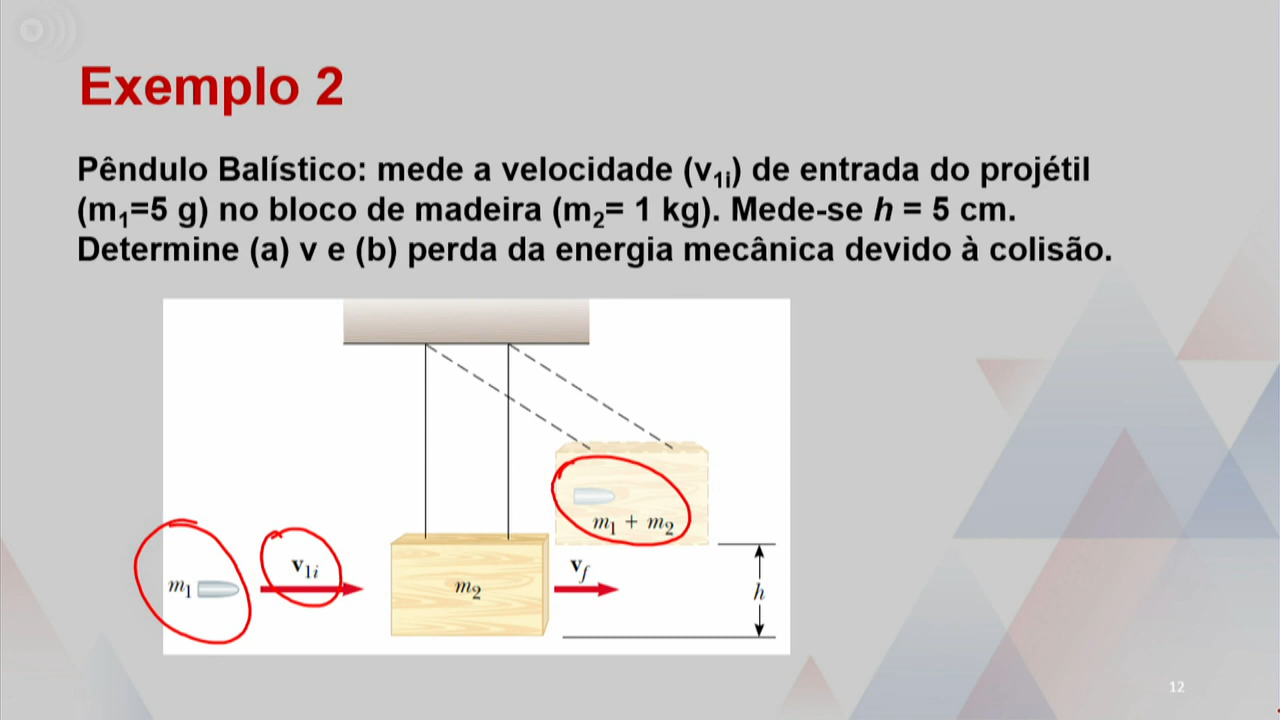 Exemplo 2
Pêndulo Balístico: mede a velocidade (v₁ᵢ) de entrada do projétil
(m₁=5 g) no bloco de madeira (m₂= 1 kg). Mede-se h = 5 cm.
Determine (a) v e (b) perda da energia mecânica devido à colisão.
m₁ + m₂
m₁
v₁ᵢ
m₂
v_f
h
12